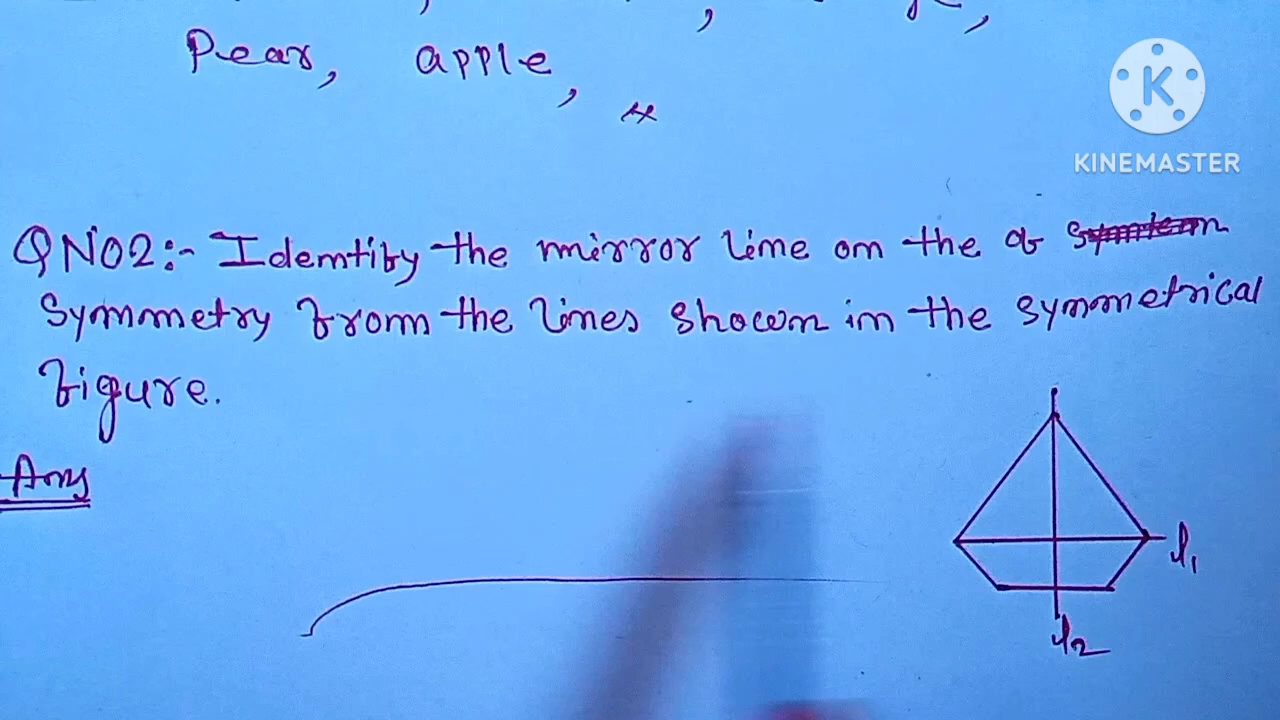 Pear, apple,
KINEMASTER
Q NO2:- Identify the mirror line on the of
Symmetry from the lines shown in the symmetrical
figure.
Ans
l1
l2